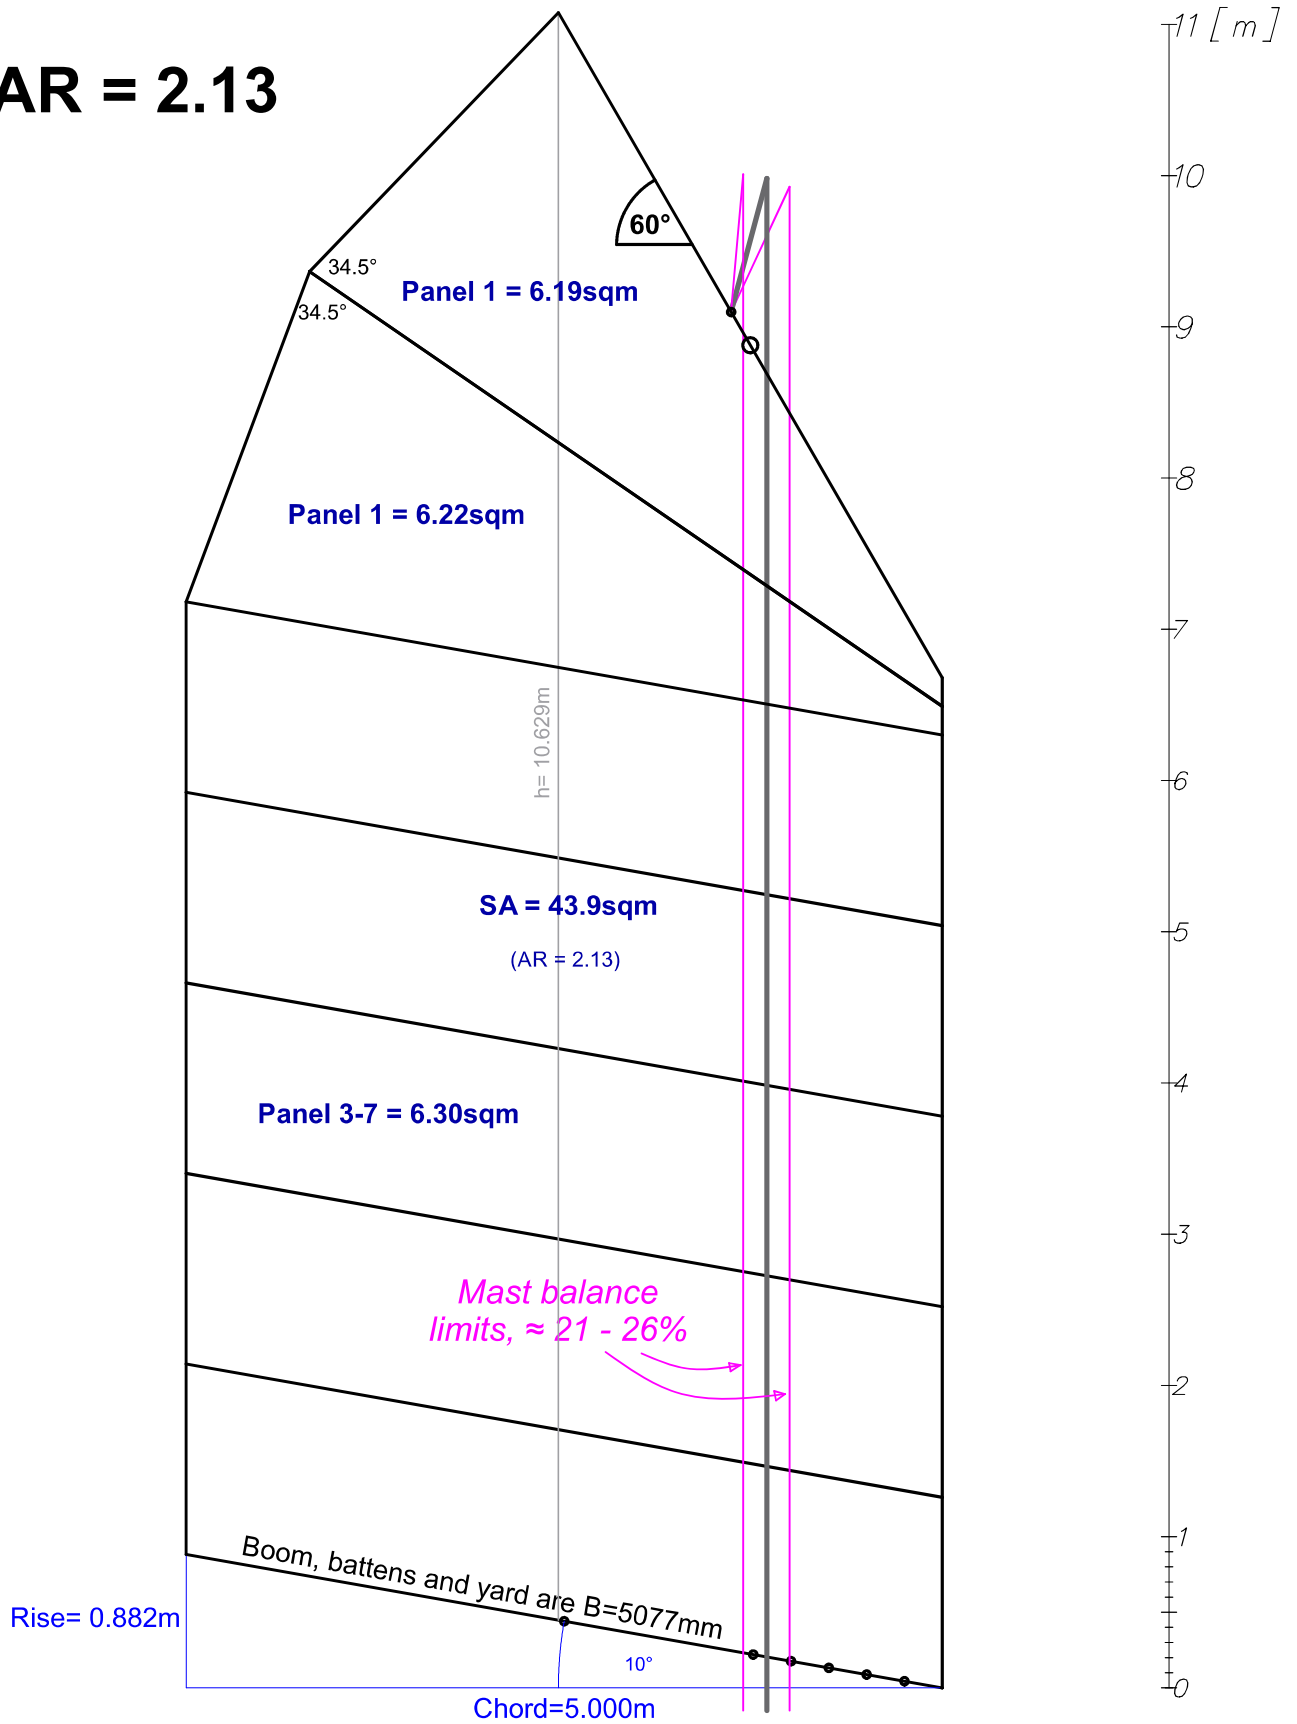 11 [ m ]
AR = 2.13
10
60°
34.5°
Panel 1 = 6.19sqm
34.5°
9
8
Panel 1 = 6.22sqm
7
h= 10.629m
6
SA = 43.9sqm
5
(AR = 2.13)
4
Panel 3-7 = 6.30sqm
3
Mast balance
limits, ≈ 21 - 26%
2
1
Boom, battens and yard are B=5077mm
Rise= 0.882m
10°
0
Chord=5.000m